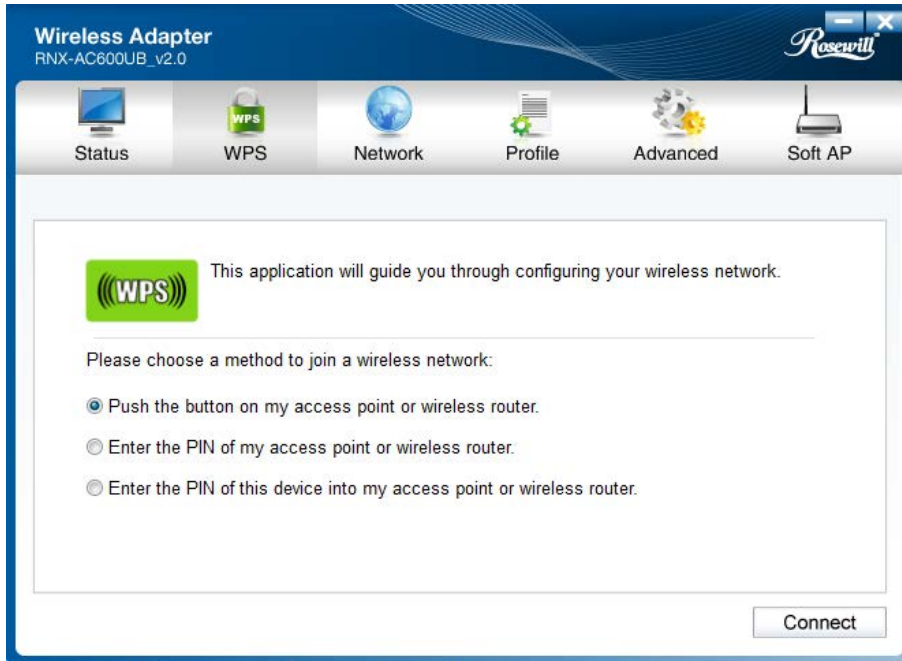 Wireless Adapter
RNX-AC600UB_v2.0
Rosewill
WPS
Status WPS Network Profile Advanced Soft AP
(((WPS)))
This application will guide you through configuring your wireless network.
Please choose a method to join a wireless network:
Push the button on my access point or wireless router.
Enter the PIN of my access point or wireless router.
Enter the PIN of this device into my access point or wireless router.
Connect